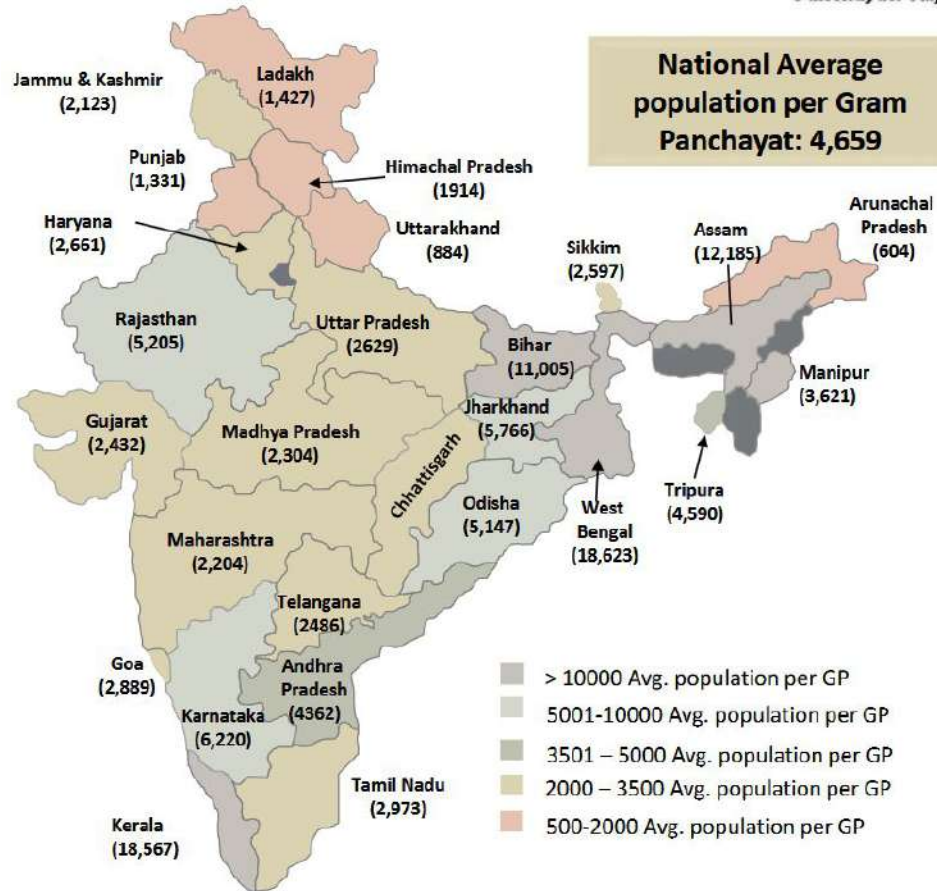 National Average
population per Gram
Panchayat: 4,659
Jammu & Kashmir
(2,123)
Ladakh
(1,427)
Punjab
(1,331)
Himachal Pradesh
(1914)
Haryana
(2,661)
Uttarakhand
(884)
Sikkim
(2,597)
Assam
(12,185)
Arunachal
Pradesh
(604)
Rajasthan
(5,205)
Uttar Pradesh
(2629)
Bihar
(11,005)
Manipur
(3,621)
Gujarat
(2,432)
Madhya Pradesh
(2,304)
Jharkhand
(5,766)
Chhattisgarh
Odisha
(5,147)
West
Bengal
(18,623)
Tripura
(4,590)
Maharashtra
(2,204)
Telangana
(2486)
Goa
(2,889)
Andhra
Pradesh
(4362)
Karnataka
(6,220)
Tamil Nadu
(2,973)
Kerala
(18,567)
> 10000 Avg. population per GP
5001-10000 Avg. population per GP
3501 – 5000 Avg. population per GP
2000 – 3500 Avg. population per GP
500-2000 Avg. population per GP